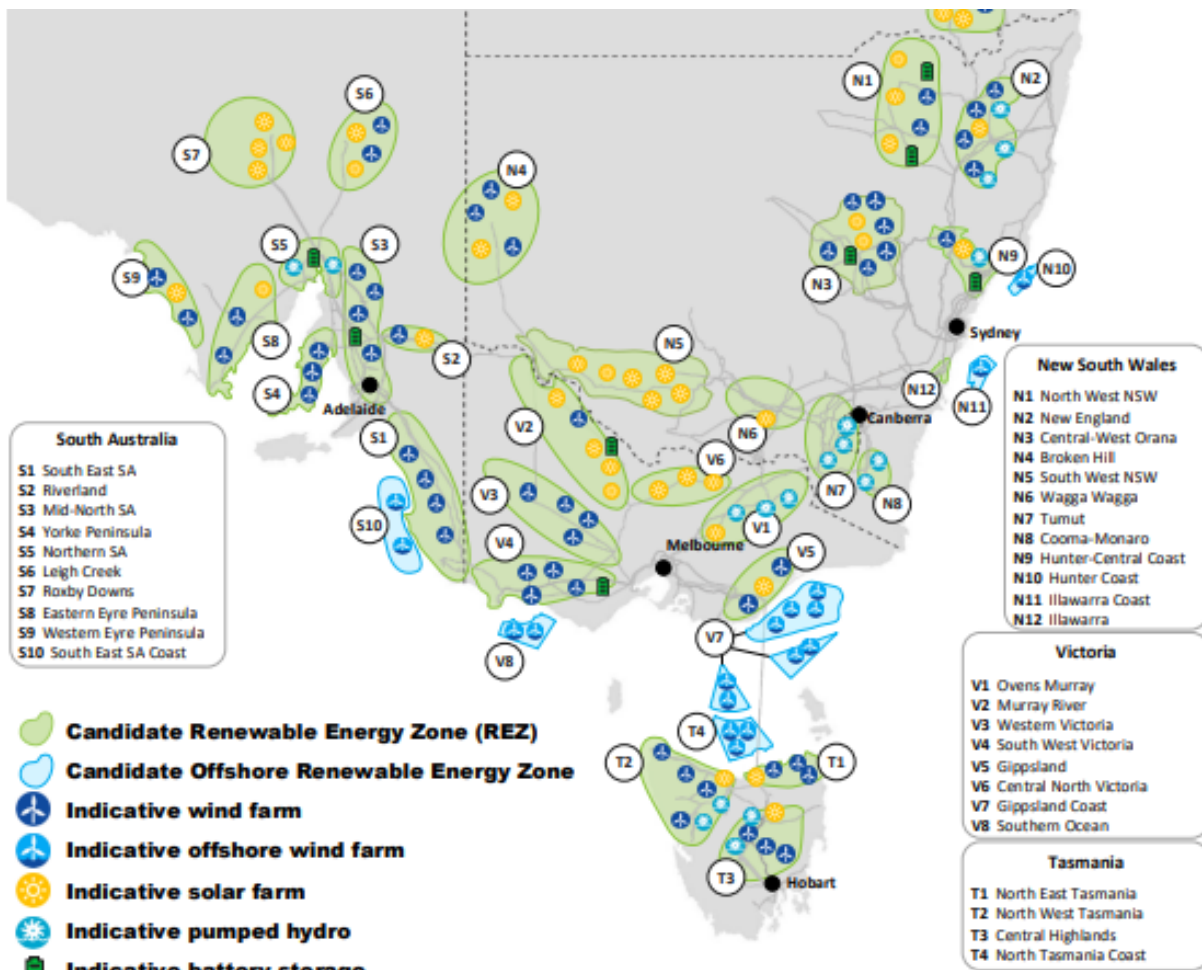 N1
N2
S6
S7
N4
S5
S3
S9
N3
N9
N10
S8
S2
N5
Sydney
S4
Adelaide
N12
N11
Canberra
S1
V2
N6
V6
N7
N8
V3
S10
V4
V1
Melbourne
V5
V7
V8
T4
T2
T1
T3
Hobart
South Australia
S1 South East SA
S2 Riverland
S3 Mid-North SA
S4 Yorke Peninsula
S5 Northern SA
S6 Leigh Creek
S7 Roxby Downs
S8 Eastern Eyre Peninsula
S9 Western Eyre Peninsula
S10 South East SA Coast
New South Wales
N1 North West NSW
N2 New England
N3 Central-West Orana
N4 Broken Hill
N5 South West NSW
N6 Wagga Wagga
N7 Tumut
N8 Cooma-Monaro
N9 Hunter-Central Coast
N10 Hunter Coast
N11 Illawarra Coast
N12 Illawarra
Victoria
V1 Ovens Murray
V2 Murray River
V3 Western Victoria
V4 South West Victoria
V5 Gippsland
V6 Central North Victoria
V7 Gippsland Coast
V8 Southern Ocean
Tasmania
T1 North East Tasmania
T2 North West Tasmania
T3 Central Highlands
T4 North Tasmania Coast
Candidate Renewable Energy Zone (REZ)
Candidate Offshore Renewable Energy Zone
Indicative wind farm
Indicative offshore wind farm
Indicative solar farm
Indicative pumped hydro
Indicative battery storage